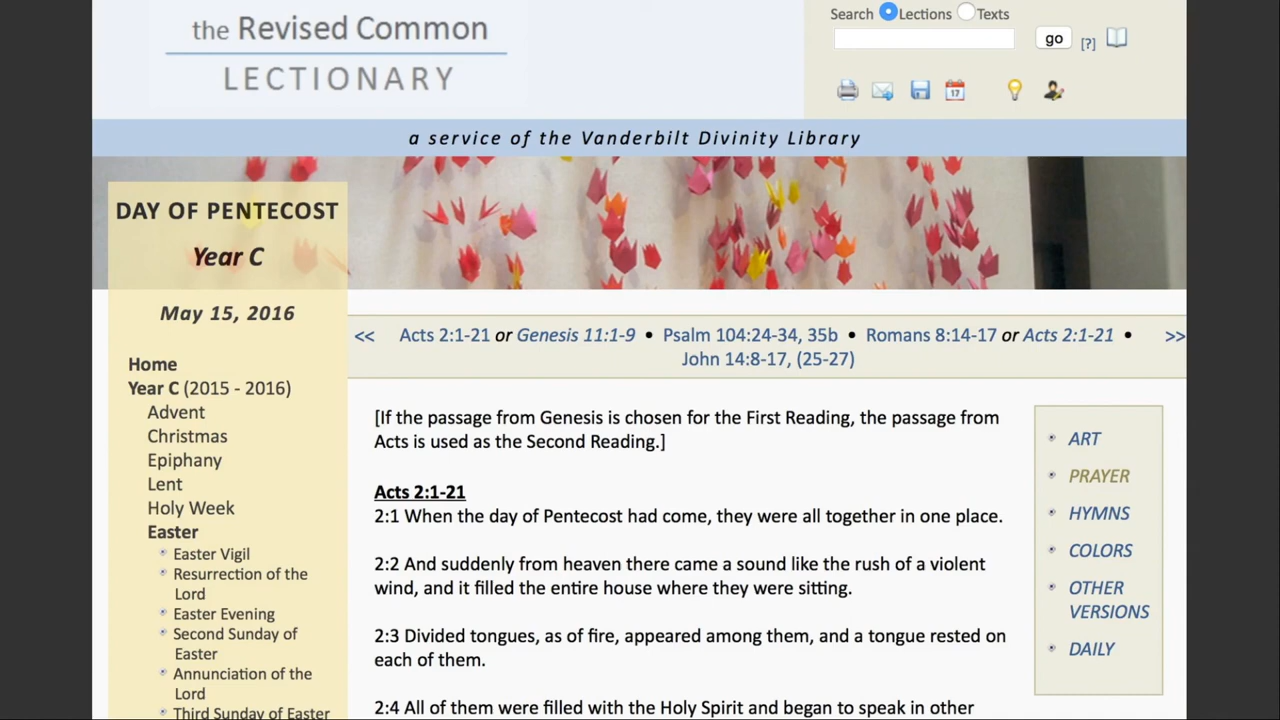 the Revised Common
LECTIONARY
Search Lections Texts
go [?]
17
a service of the Vanderbilt Divinity Library
DAY OF PENTECOST
Year C
May 15, 2016
Home
Year C (2015 - 2016)
Advent
Christmas
Epiphany
Lent
Holy Week
Easter
Easter Vigil
Resurrection of the
Lord
Easter Evening
Second Sunday of
Easter
Annunciation of the
Lord
Third Sunday of Easter
<< Acts 2:1-21 or Genesis 11:1-9 • Psalm 104:24-34, 35b • Romans 8:14-17 or Acts 2:1-21 • >>
John 14:8-17, (25-27)
[If the passage from Genesis is chosen for the First Reading, the passage from
Acts is used as the Second Reading.]
Acts 2:1-21
2:1 When the day of Pentecost had come, they were all together in one place.
2:2 And suddenly from heaven there came a sound like the rush of a violent
wind, and it filled the entire house where they were sitting.
2:3 Divided tongues, as of fire, appeared among them, and a tongue rested on
each of them.
2:4 All of them were filled with the Holy Spirit and began to speak in other
ART
PRAYER
HYMNS
COLORS
OTHER
VERSIONS
DAILY